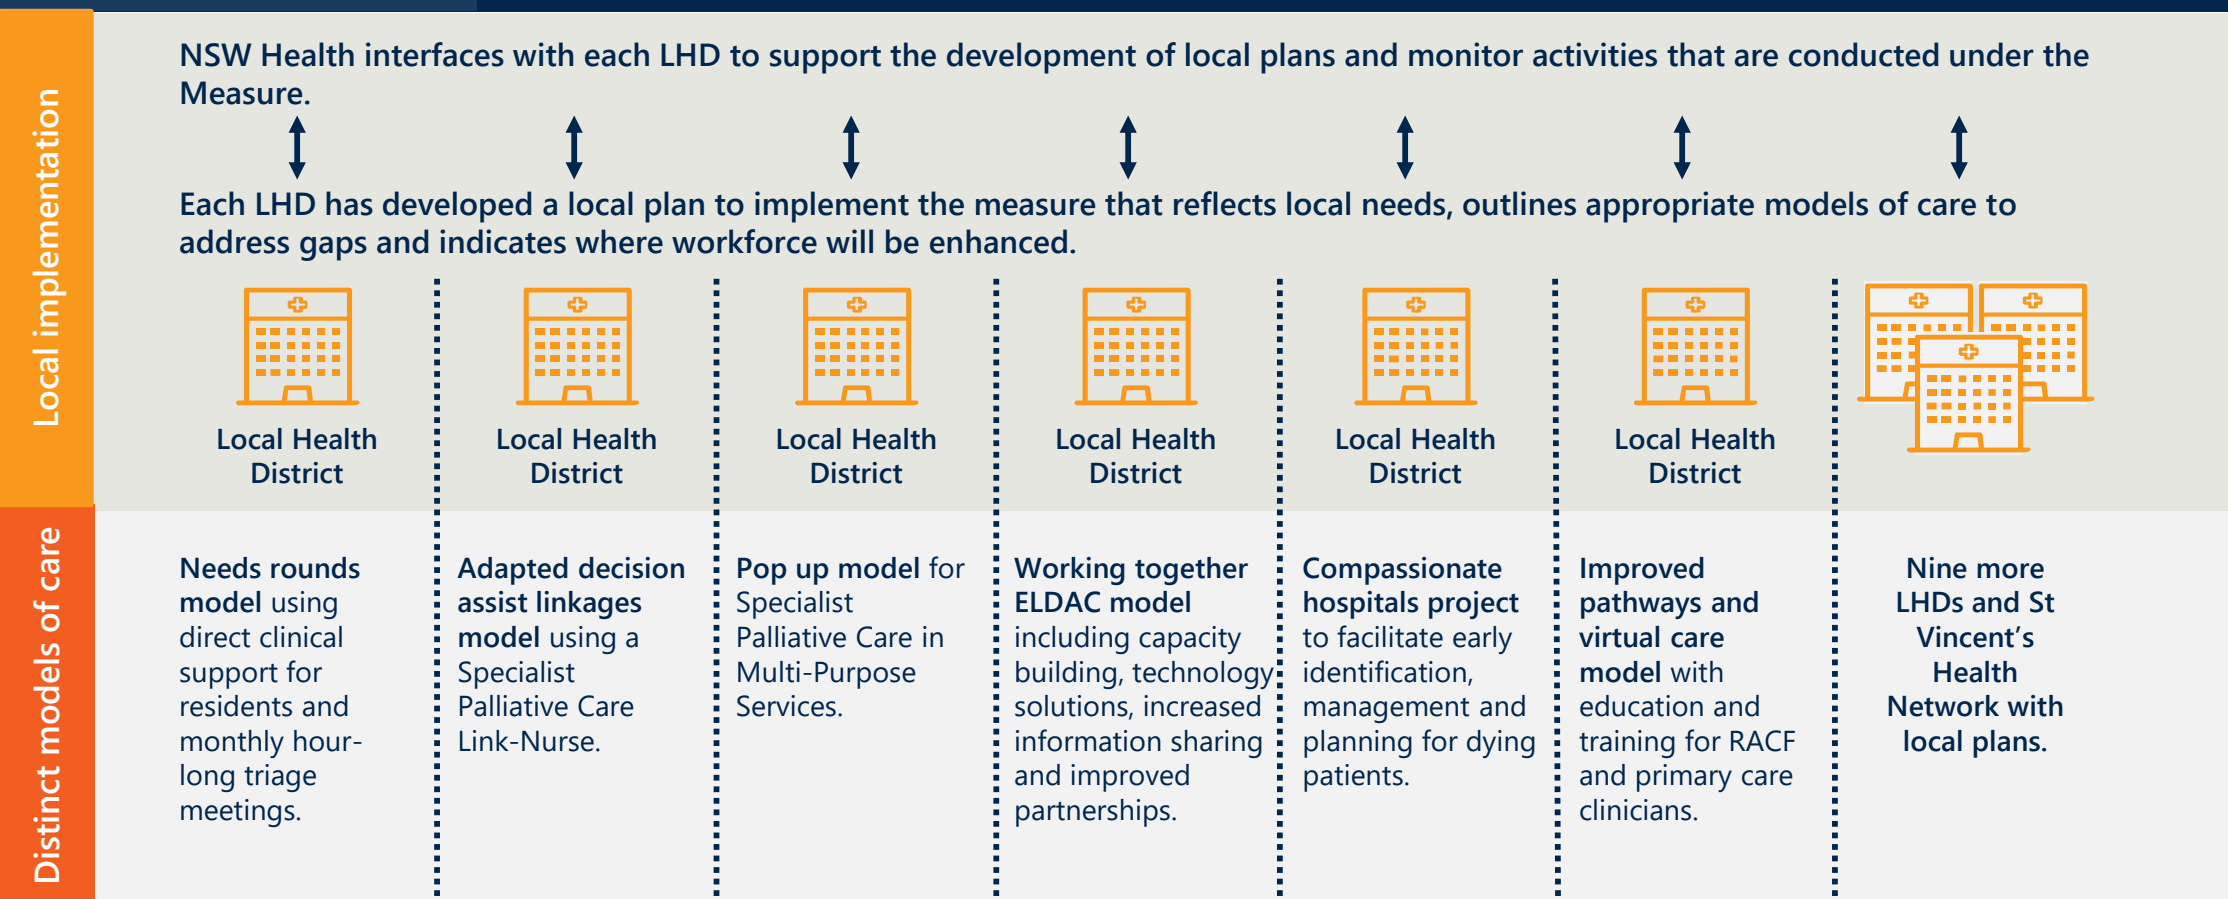 NSW Health interfaces with each LHD to support the development of local plans and monitor activities that are conducted under the
Measure.
Each LHD has developed a local plan to implement the measure that reflects local needs, outlines appropriate models of care to
address gaps and indicates where workforce will be enhanced.
Local implementation
Local Health
District
Local Health
District
Local Health
District
Local Health
District
Local Health
District
Local Health
District
Distinct models of care
Needs rounds
model using
direct clinical
support for
residents and
monthly hour-
long triage
meetings.
Adapted decision
assist linkages
model using a
Specialist
Palliative Care
Link-Nurse.
Pop up model for
Specialist
Palliative Care in
Multi-Purpose
Services.
Working together
ELDAC model
including capacity
building, technology
solutions, increased
information sharing
and improved
partnerships.
Compassionate
hospitals project
to facilitate early
identification,
management and
planning for dying
patients.
Improved
pathways and
virtual care
model with
education and
training for RACF
and primary care
clinicians.
Nine more
LHDs and St
Vincent’s
Health
Network with
local plans.